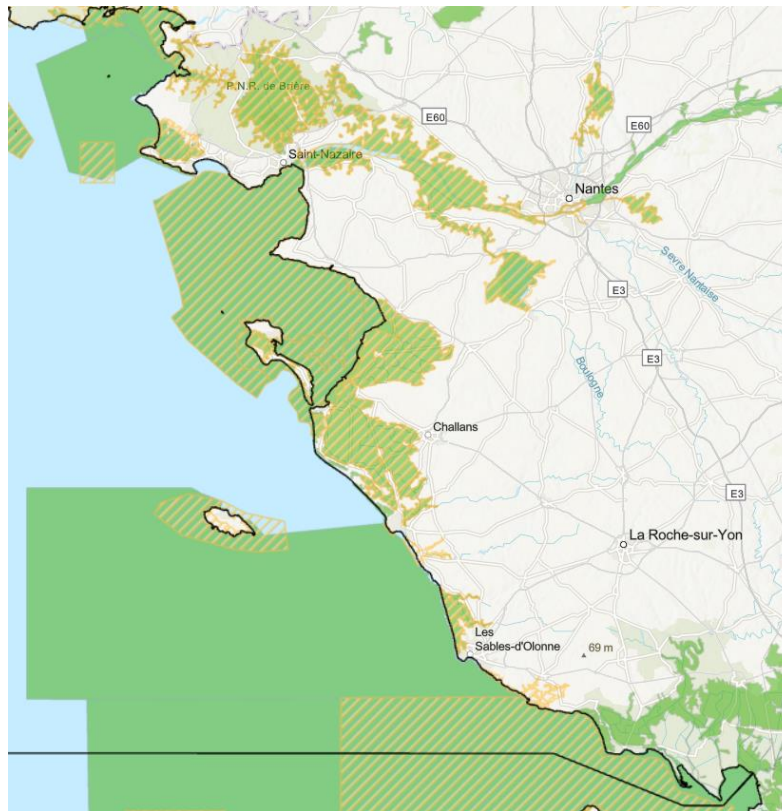 P.N.R. de Brière
E60
E60
Saint-Nazaire
Nantes
Sevre Nantaise
E3
Boulogne
E3
Challans
E3
La Roche-sur-Yon
Les
Sables-d'Olonne
69 m